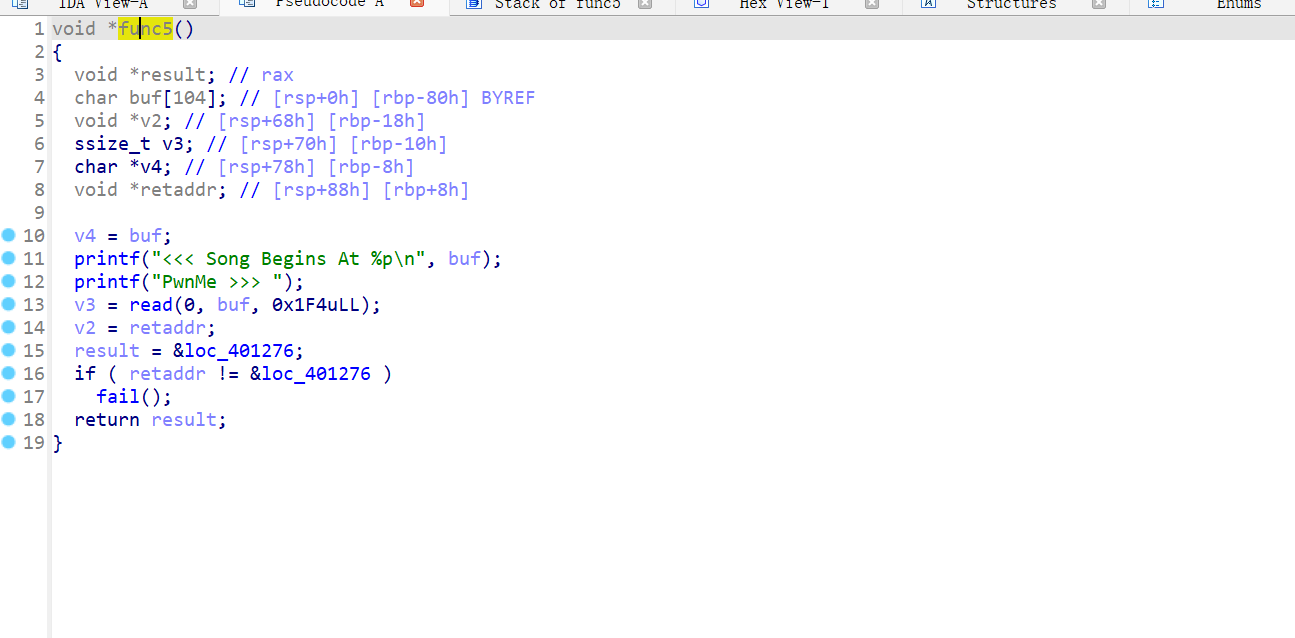 IDA View-A Pseudocode A Stack of func5 Hex View-1 Structures Enums
1 void *func5()
2 {
3 void *result; // rax
4 char buf[104]; // [rsp+0h] [rbp-80h] BYREF
5 void *v2; // [rsp+68h] [rbp-18h]
6 ssize_t v3; // [rsp+70h] [rbp-10h]
7 char *v4; // [rsp+78h] [rbp-8h]
8 void *retaddr; // [rsp+88h] [rbp+8h]
9
10 v4 = buf;
11 printf("<<< Song Begins At %p\n", buf);
12 printf("PwnMe >>> ");
13 v3 = read(0, buf, 0x1F4uLL);
14 v2 = retaddr;
15 result = &loc_401276;
16 if ( retaddr != &loc_401276 )
17 fail();
18 return result;
19 }